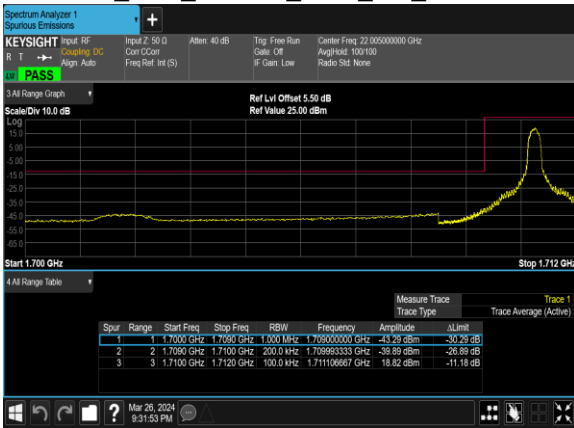 Spectrum Analyzer 1
Spurious Emissions
KEYSIGHT Input: RF Input Z: 50 Ω Atten: 40 dB Trig: Free Run Center Freq: 22.005000000 GHz
R T Coupling: DC Corr CCorr Gate: Off Avg|Hold: 100/100
Align: Auto Freq Ref: Int (S) IF Gain: Low Radio Std: None
PASS
3 All Range Graph
Ref Lvl Offset 5.50 dB
Scale/Div 10.0 dB Ref Value 25.00 dBm
Log
15.0
5.00
-5.00
-15.0
-25.0
-35.0
-45.0
-55.0
-65.0
Start 1.700 GHz Stop 1.712 GHz
4 All Range Table
Measure Trace Trace 1
Trace Type Trace Average (Active)
Spur Range Start Freq Stop Freq RBW Frequency Amplitude ΔLimit
1 1 1.7000 GHz 1.7090 GHz 1.000 MHz 1.709000000 GHz -43.29 dBm -30.29 dB
2 2 1.7090 GHz 1.7100 GHz 200.0 kHz 1.709993333 GHz -39.89 dBm -26.89 dB
3 3 1.7100 GHz 1.7120 GHz 100.0 kHz 1.711106667 GHz 18.82 dBm -11.18 dB
Mar 26, 2024
9:31:53 PM